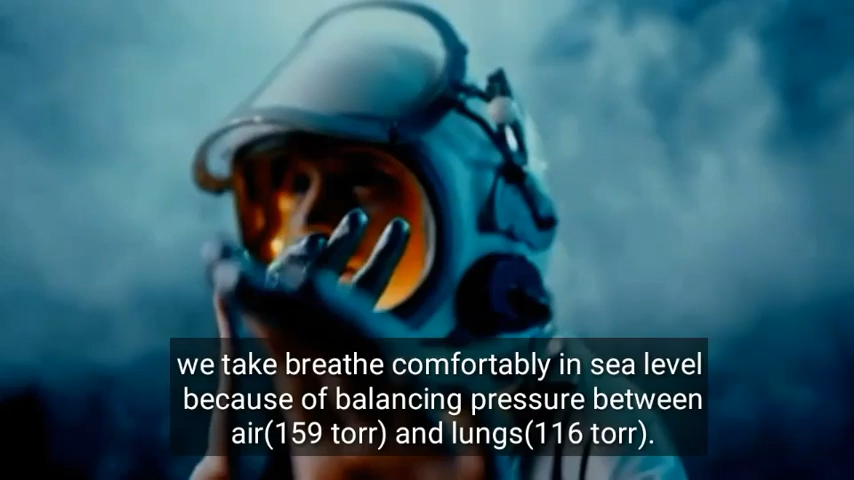 we take breathe comfortably in sea level
because of balancing pressure between
air(159 torr) and lungs(116 torr).